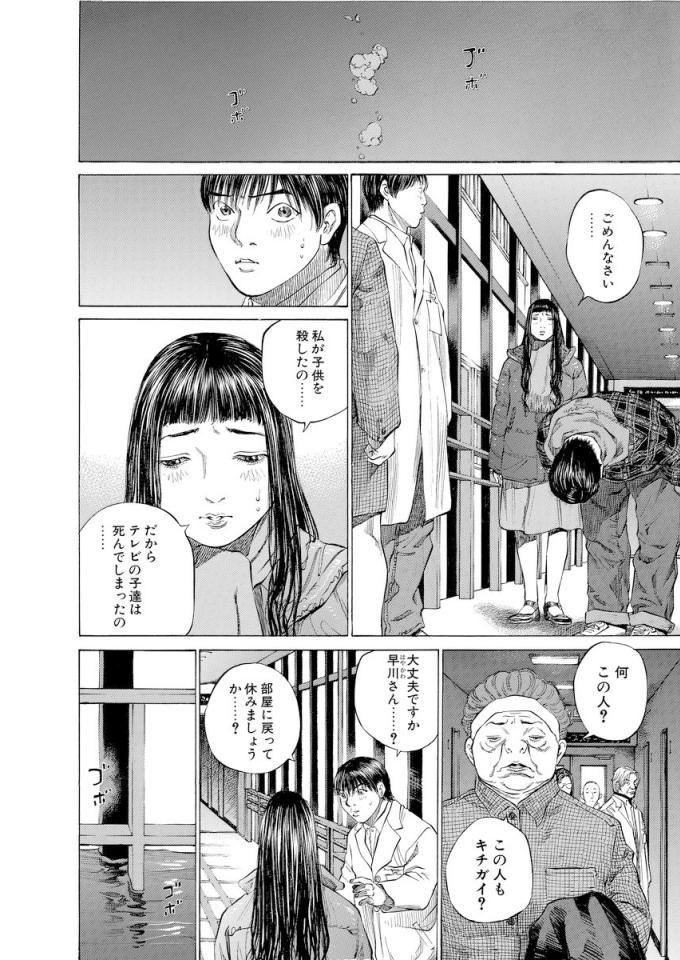 ゴ
ボ
ゴ
ボ
ごめんなさい
……
私が子供を
殺したの……
だから
テレビの子達は
死んでしまったの
……
何
この人？
この人も
キチガイ？
大丈夫ですか
早川さん……？
はやかわ
部屋に戻って
休みましょう
か……？
ゴ
ボ
ゴ
ボ